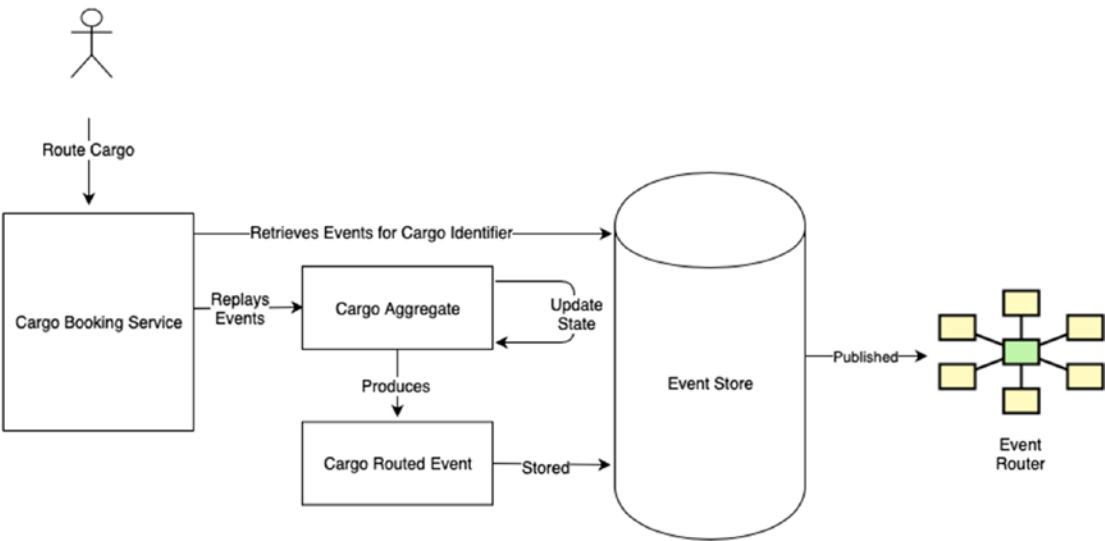 Route Cargo
Retrieves Events for Cargo Identifier
Cargo Booking Service
Replays
Events
Cargo Aggregate
Update
State
Produces
Cargo Routed Event
Stored
Event Store
Published
Event
Router